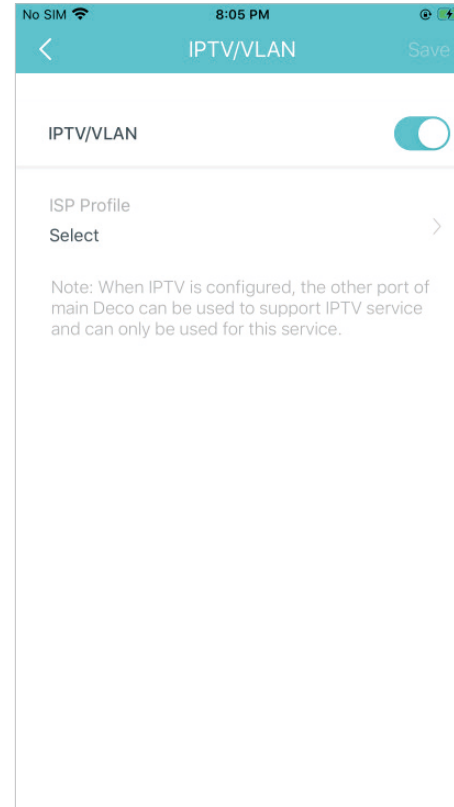 No SIM 8:05 PM
IPTV/VLAN Save
IPTV/VLAN
ISP Profile
Select
Note: When IPTV is configured, the other port of
main Deco can be used to support IPTV service
and can only be used for this service.